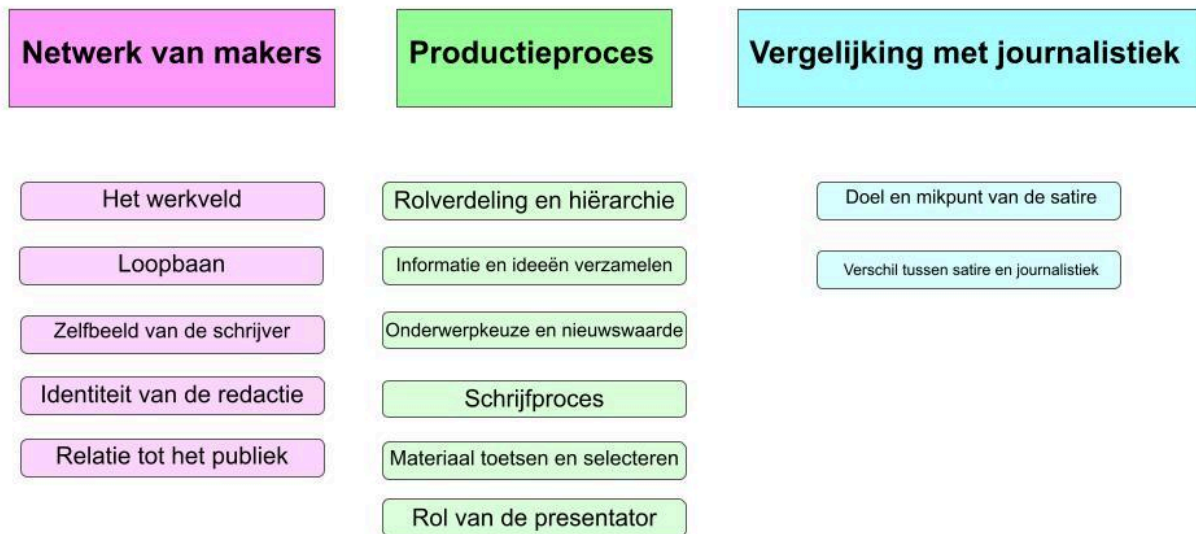 Netwerk van makers
Productieproces
Vergelijking met journalistiek
Het werkveld
Loopbaan
Zelfbeeld van de schrijver
Identiteit van de redactie
Relatie tot het publiek
Rolverdeling en hiërarchie
Informatie en ideeën verzamelen
Onderwerpkeuze en nieuwswaarde
Schrijfproces
Materiaal toetsen en selecteren
Rol van de presentator
Doel en mikpunt van de satire
Verschil tussen satire en journalistiek